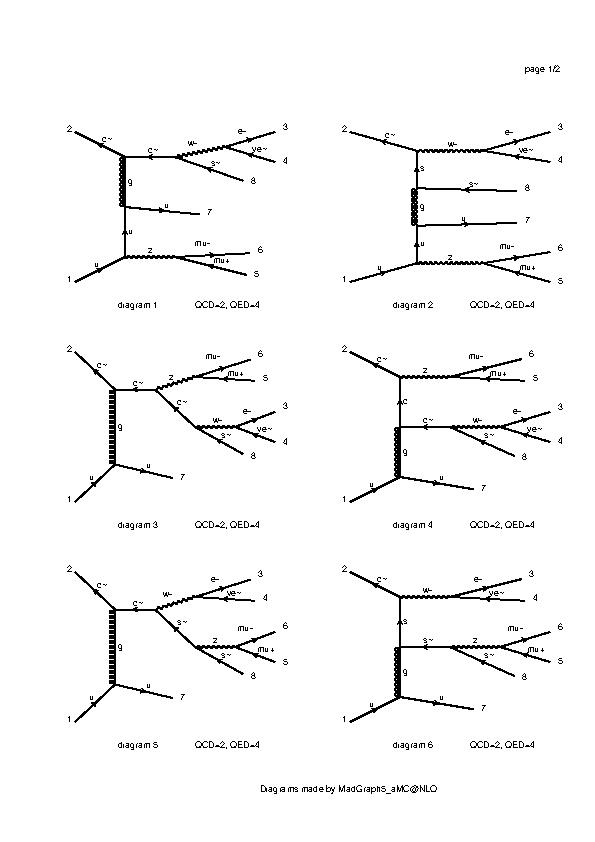 page 1/2
2 c~ c~ w- e- 3
ve~ 4
s~ 8
g
u 7
u
u z mu- 6
mu+ 5
1
diagram 1 QCD=2, QED=4
2 c~ w- e- 3
ve~ 4
s
s~ 8
g
u 7
u
u z mu- 6
mu+ 5
1
diagram 2 QCD=2, QED=4
2 c~ c~ z mu- 6
mu+ 5
c~
w- e- 3
ve~ 4
s~ 8
g
u u 7
1
diagram 3 QCD=2, QED=4
2 c~ z mu- 6
mu+ 5
c
c~ w- e- 3
ve~ 4
s~ 8
g
u u 7
1
diagram 4 QCD=2, QED=4
2 c~ c~ w- e- 3
ve~ 4
s~
z mu- 6
mu+ 5
s~ 8
g
u u 7
1
diagram 5 QCD=2, QED=4
2 c~ w- e- 3
ve~ 4
s
s~ z mu- 6
mu+ 5
s~ 8
g
u u 7
1
diagram 6 QCD=2, QED=4
Diagrams made by MadGraph5_aMC@NLO